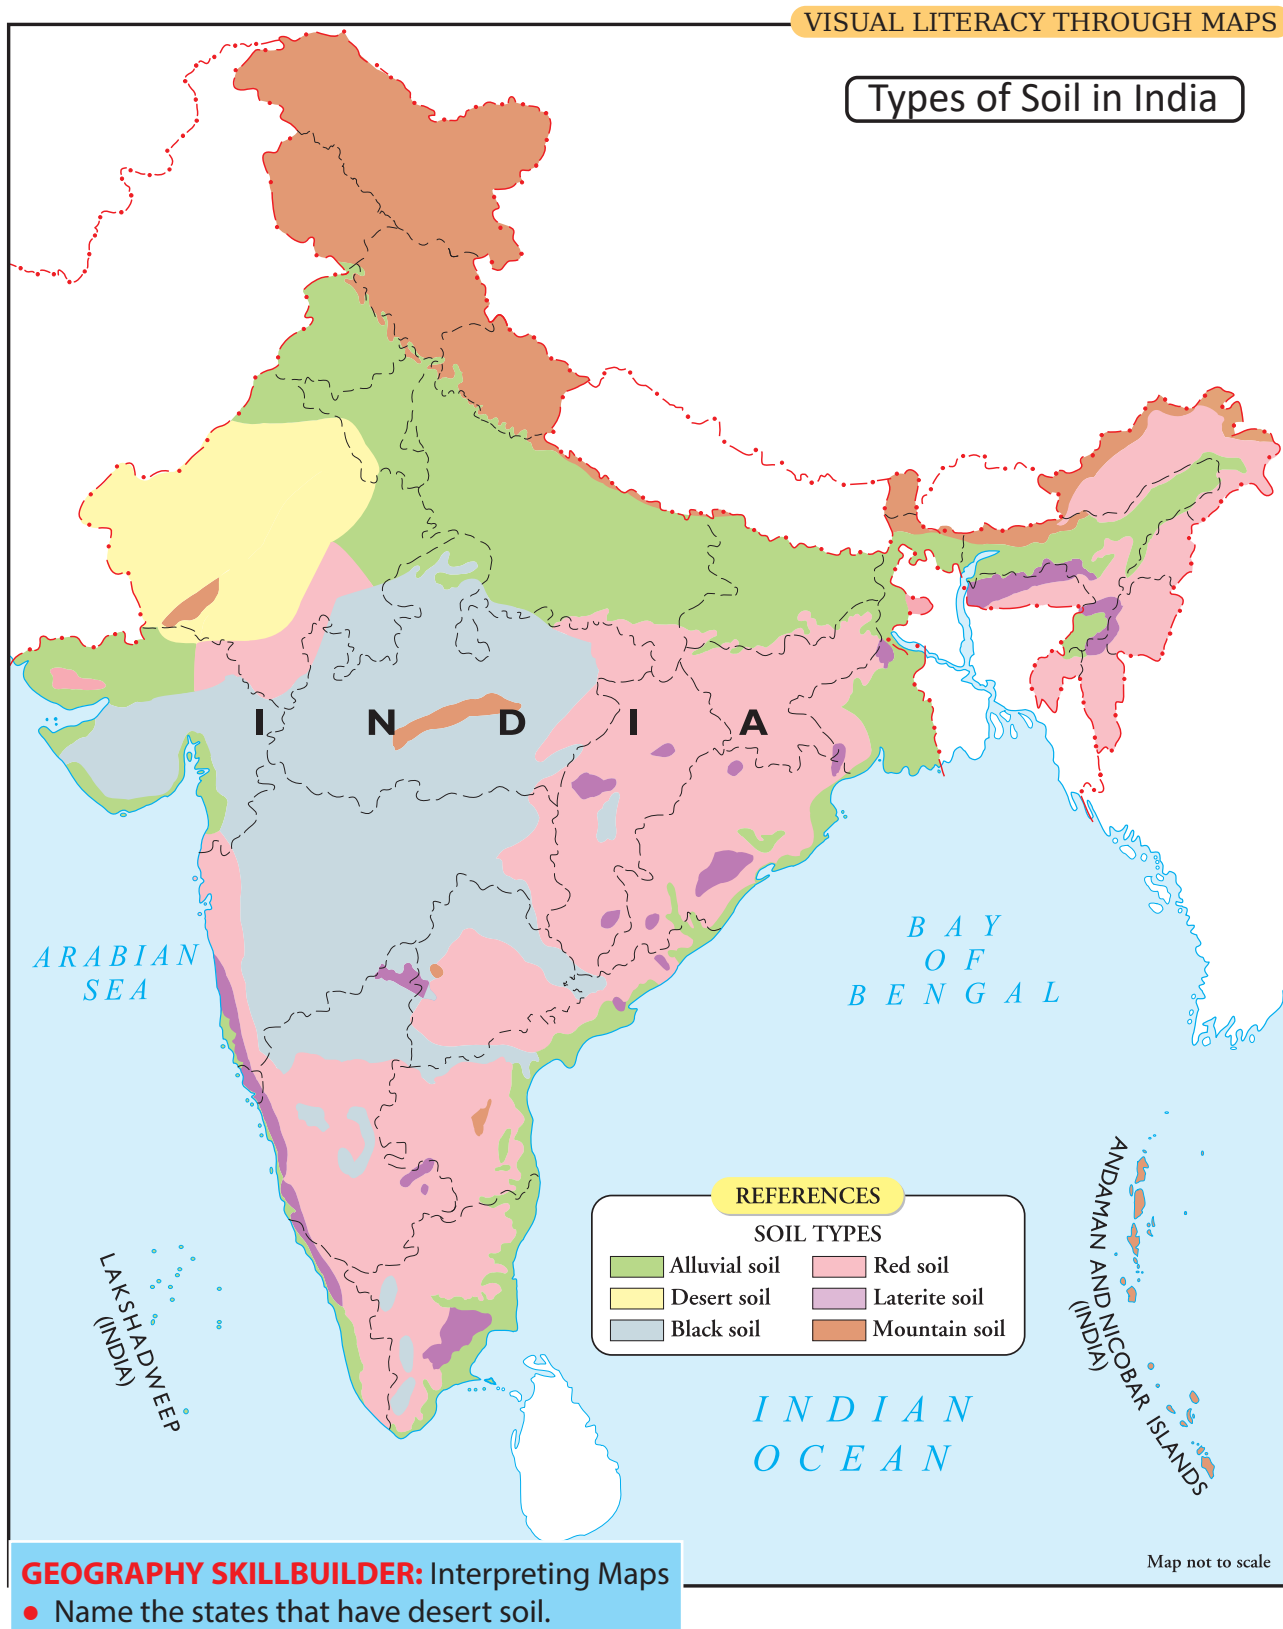 VISUAL LITERACY THROUGH MAPS
Types of Soil in India
I N D I A
ARABIAN
SEA
BAY
OF
BENGAL
ANDAMAN AND NICOBAR ISLANDS
(INDIA)
LAKSHADWEEP
(INDIA)
REFERENCES
SOIL TYPES
Alluvial soil
Red soil
Desert soil
Laterite soil
Black soil
Mountain soil
INDIAN
OCEAN
Map not to scale
GEOGRAPHY SKILLBUILDER: Interpreting Maps
● Name the states that have desert soil.